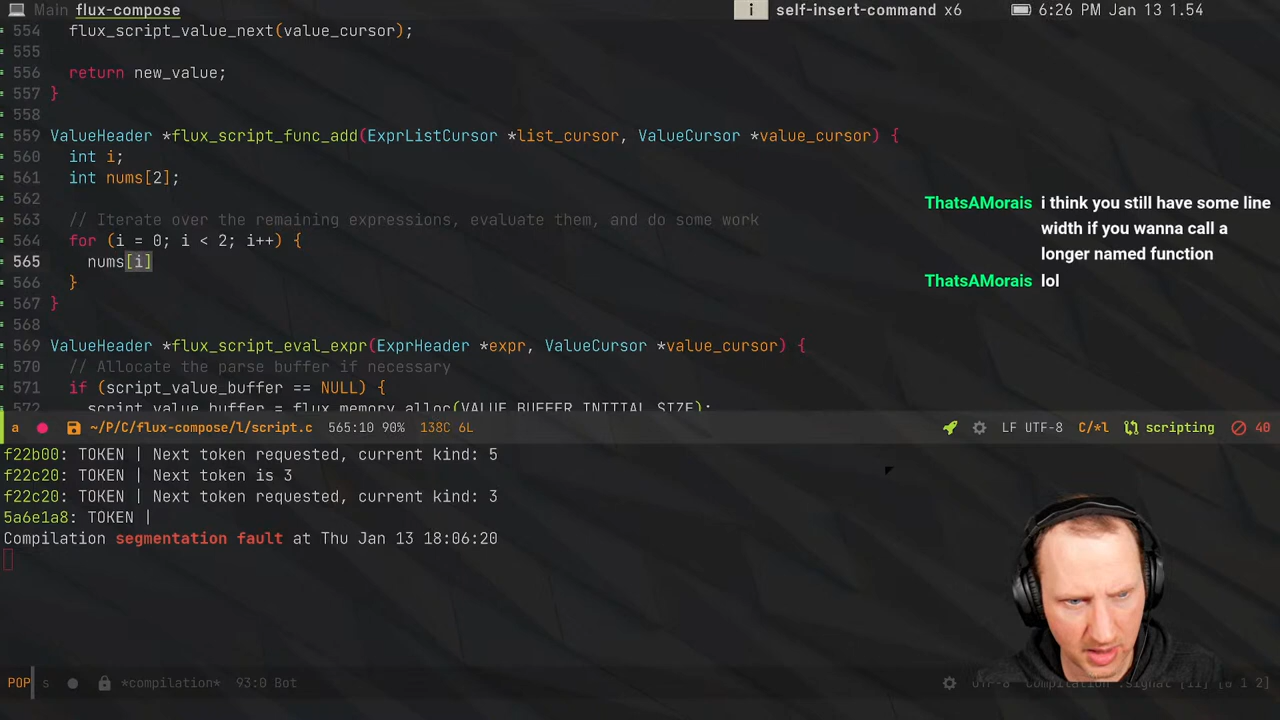 Main flux-compose
i self-insert-command x6 6:26 PM Jan 13 1.54
554 flux_script_value_next(value_cursor);
555
556 return new_value;
557 }
558
559 ValueHeader *flux_script_func_add(ExprListCursor *list_cursor, ValueCursor *value_cursor) {
560 int i;
561 int nums[2];
562
563 // Iterate over the remaining expressions, evaluate them, and do some work
564 for (i = 0; i < 2; i++) {
565 nums[i]
566 }
567 }
568
569 ValueHeader *flux_script_eval_expr(ExprHeader *expr, ValueCursor *value_cursor) {
570 // Allocate the parse buffer if necessary
571 if (script_value_buffer == NULL) {
572 script_value_buffer = flux_memory_alloc(VALUE_BUFFER_INITIAL_SIZE);
ThatsAMorais i think you still have some line
width if you wanna call a
longer named function
ThatsAMorais lol
a ~/P/C/flux-compose/l/script.c 565:10 90% 138C 6L LF UTF-8 C/*l scripting 40
f22b00: TOKEN | Next token requested, current kind: 5
f22c20: TOKEN | Next token is 3
f22c20: TOKEN | Next token requested, current kind: 3
5a6e1a8: TOKEN |
Compilation segmentation fault at Thu Jan 13 18:06:20
POP s *compilation* 93:0 Bot